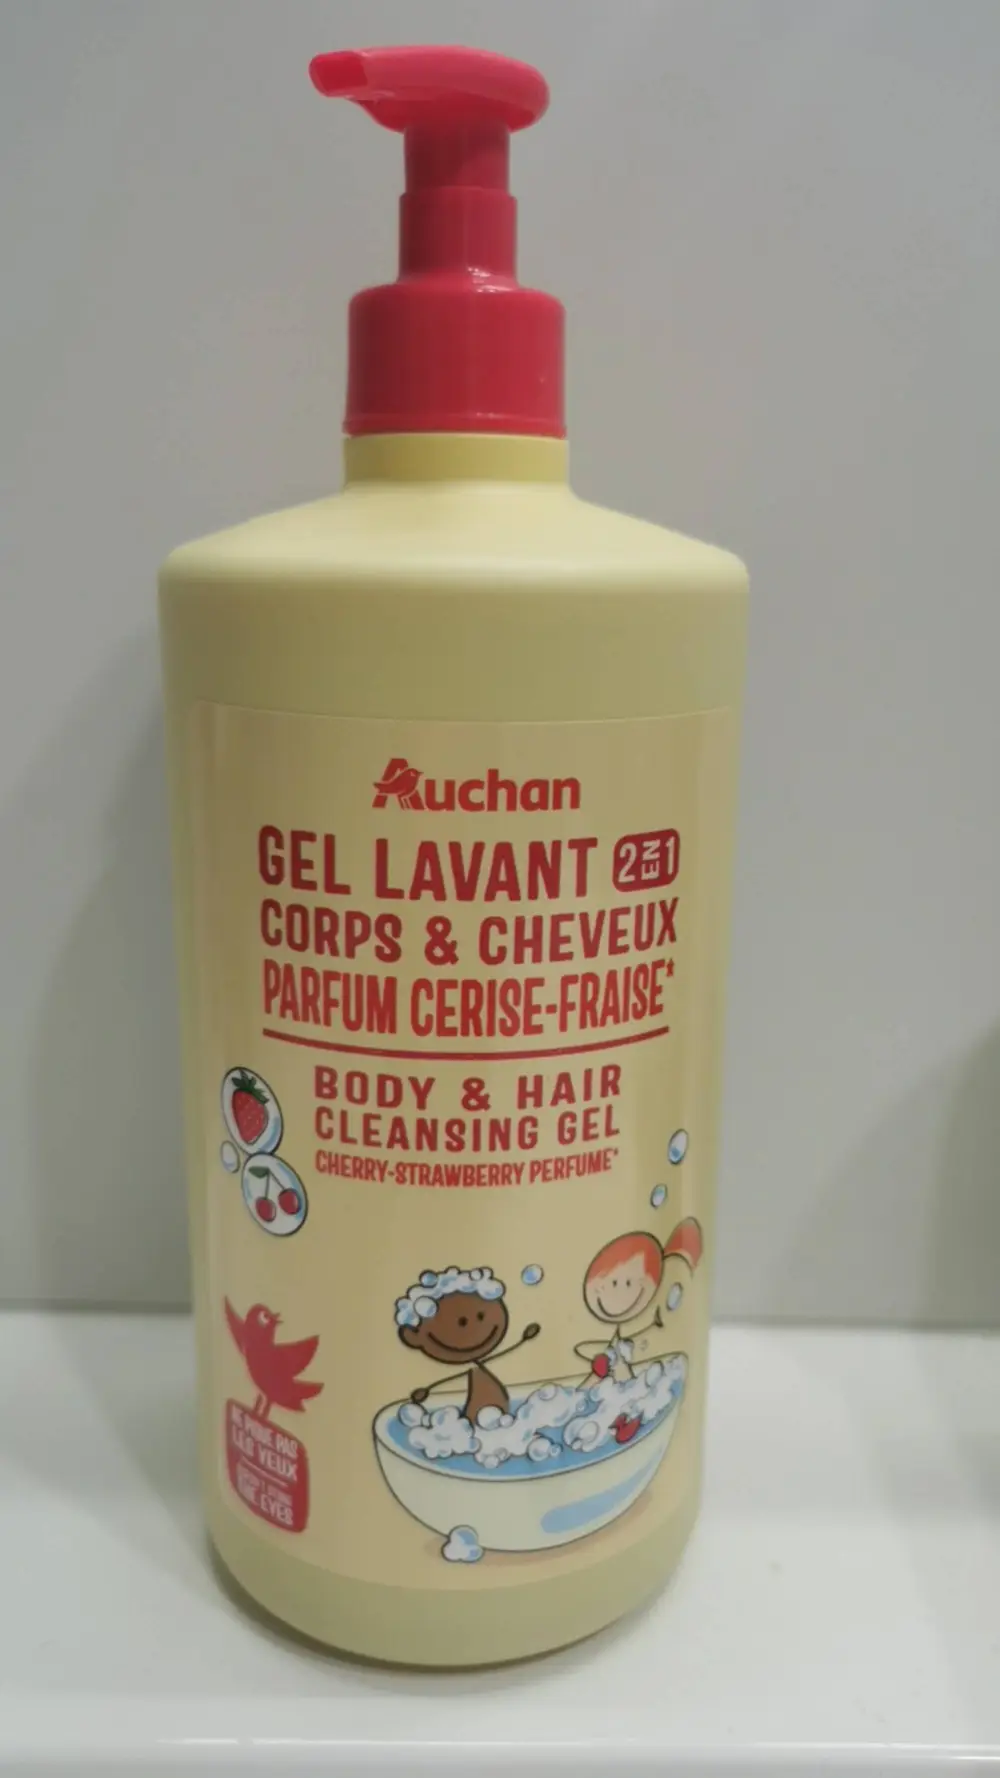 Auchan
GEL LAVANT 2 EN 1
CORPS & CHEVEUX
PARFUM CERISE-FRAISE*
BODY & HAIR
CLEANSING GEL
CHERRY-STRAWBERRY PERFUME*
NE PIQUE PAS
LES YEUX
THE EYES